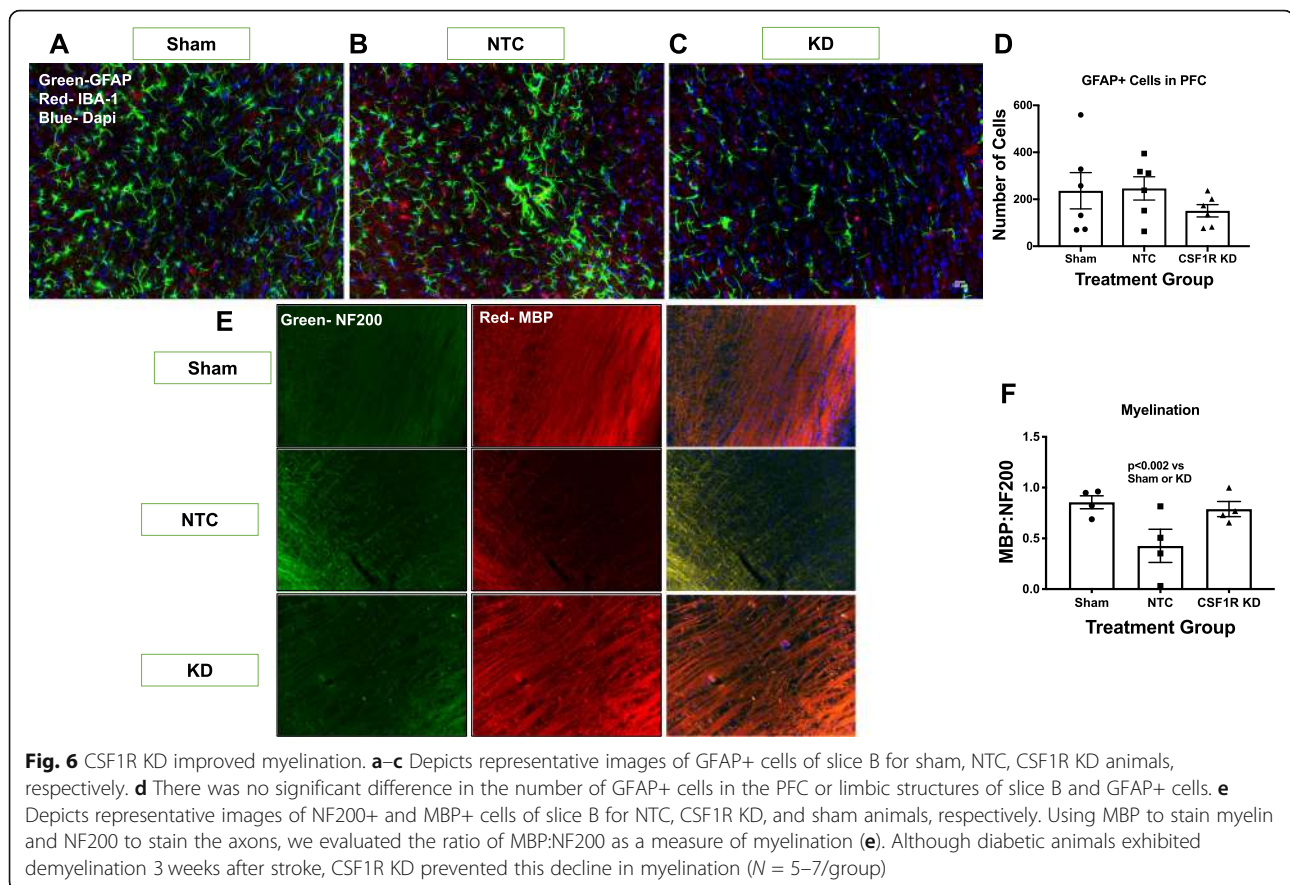 A
Sham
B
NTC
C
KD
D
Green-GFAP
Red- IBA-1
Blue- Dapi
GFAP+ Cells in PFC
600
400
200
0
Number of Cells
Sham
NTC
CSF1R KD
Treatment Group
E
Green- NF200
Red- MBP
Sham
NTC
KD
F
Myelination
1.5
1.0
0.5
0.0
MBP:NF200
p<0.002 vs
Sham or KD
Sham
NTC
CSF1R KD
Treatment Group
Fig. 6 CSF1R KD improved myelination. a–c Depicts representative images of GFAP+ cells of slice B for sham, NTC, CSF1R KD animals,
respectively. d There was no significant difference in the number of GFAP+ cells in the PFC or limbic structures of slice B and GFAP+ cells. e
Depicts representative images of NF200+ and MBP+ cells of slice B for NTC, CSF1R KD, and sham animals, respectively. Using MBP to stain myelin
and NF200 to stain the axons, we evaluated the ratio of MBP:NF200 as a measure of myelination (e). Although diabetic animals exhibited
demyelination 3 weeks after stroke, CSF1R KD prevented this decline in myelination (N = 5–7/group)